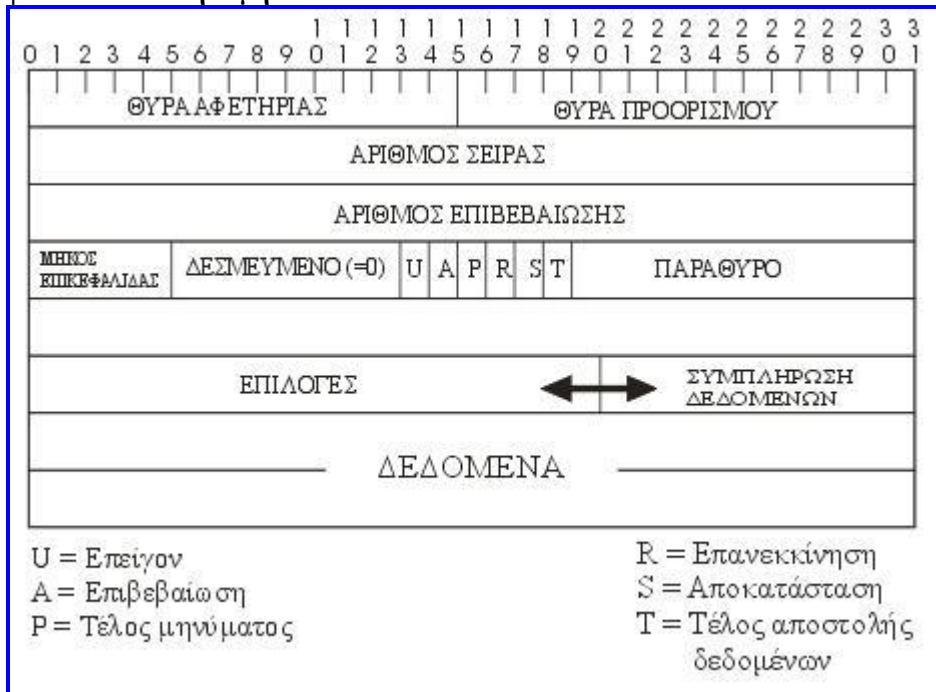 1 1 1 1 1 1 1 1 1 1 2 2 2 2 2 2 2 2 2 2 3 3
0 1 2 3 4 5 6 7 8 9 0 1 2 3 4 5 6 7 8 9 0 1 2 3 4 5 6 7 8 9 0 1
ΘΥΡΑ ΑΦΕΤΗΡΙΑΣ ΘΥΡΑ ΠΡΟΟΡΙΣΜΟΥ
ΑΡΙΘΜΟΣ ΣΕΙΡΑΣ
ΑΡΙΘΜΟΣ ΕΠΙΒΕΒΑΙΩΣΗΣ
ΜΗΚΟΣ
ΕΠΙΚΕΦΑΛΙΔΑΣ
ΔΕΣΜΕΥΜΕΝΟ (=0) U A P R S T ΠΑΡΑΘΥΡΟ
ΕΠΙΛΟΓΕΣ
ΣΥΜΠΛΗΡΩΣΗ
ΔΕΔΟΜΕΝΩΝ
ΔΕΔΟΜΕΝΑ
U = Επείγον
A = Επιβεβαίωση
P = Τέλος μηνύματος
R = Επανεκκίνηση
S = Αποκατάσταση
T = Τέλος αποστολής
δεδομένων